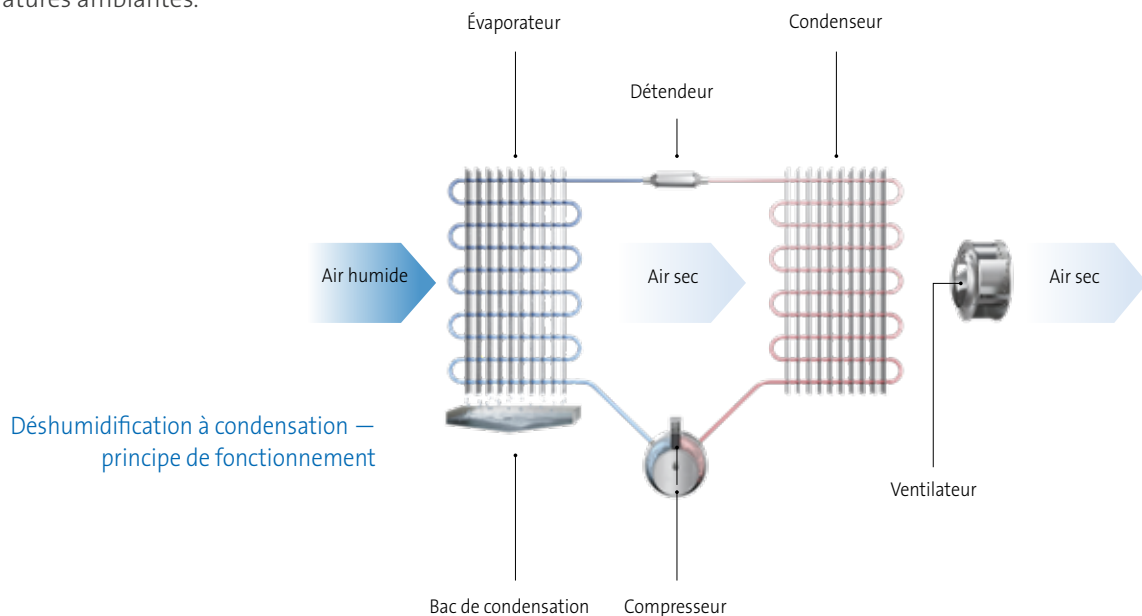 ambiantes.
Évaporateur
Condenseur
Détendeur
Air humide
Air sec
Air sec
Déshumidification à condensation —
principe de fonctionnement
Ventilateur
Bac de condensation
Compresseur